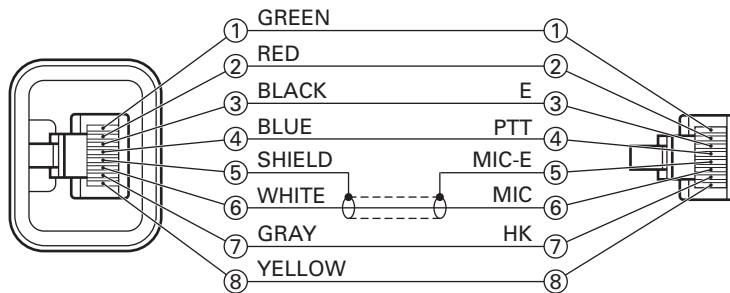 ① GREEN ①
② RED ②
③ BLACK E ③
④ BLUE PTT ④
⑤ SHIELD MIC-E ⑤
⑥ WHITE MIC ⑥
⑦ GRAY HK ⑦
⑧ YELLOW ⑧